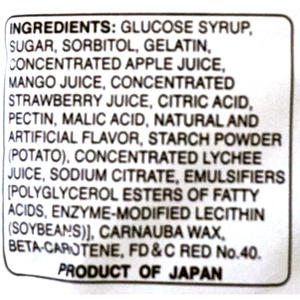 INGREDIENTS: GLUCOSE SYRUP,
SUGAR, SORBITOL, GELATIN,
CONCENTRATED APPLE JUICE,
MANGO JUICE, CONCENTRATED
STRAWBERRY JUICE, CITRIC ACID,
PECTIN, MALIC ACID, NATURAL AND
ARTIFICIAL FLAVOR, STARCH POWDER
(POTATO), CONCENTRATED LYCHEE
JUICE, SODIUM CITRATE, EMULSIFIERS
[POLYGLYCEROL ESTERS OF FATTY
ACIDS, ENZYME-MODIFIED LECITHIN
(SOYBEANS)], CARNAUBA WAX,
BETA-CAROTENE, FD&C RED No.40.
PRODUCT OF JAPAN